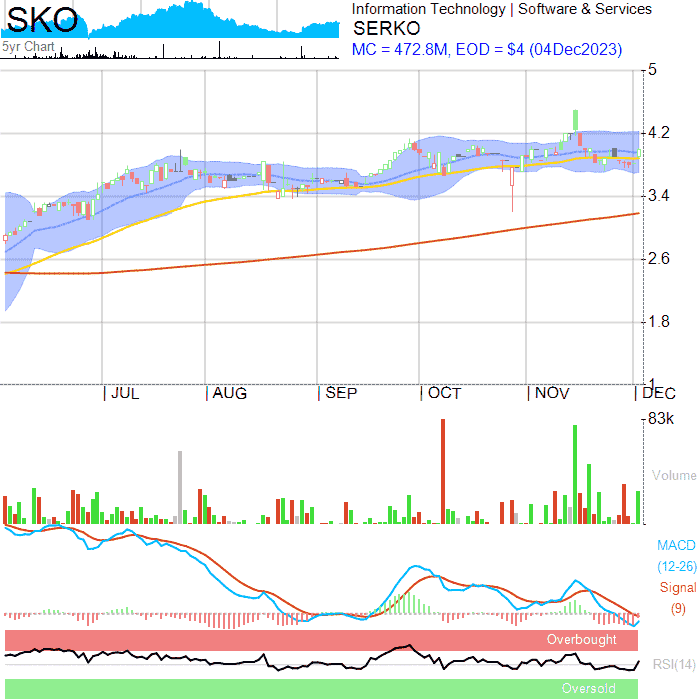 SKO
5yr Chart
Information Technology | Software & Services
SERKO
MC = 472.8M, EOD = $4 (04Dec2023)
5
4.2
3.4
2.6
1.8
1
JUL AUG SEP OCT NOV DEC
83k
Volume
MACD
(12-26)
Signal
(9)
Overbought
RSI(14)
Oversold